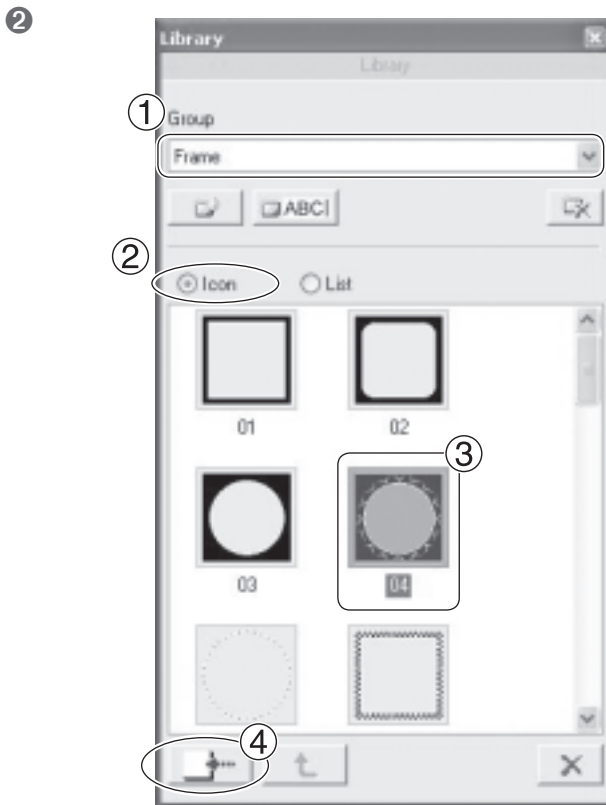 ❷
Library
Library
① Group
Frame
ABC
②
Icon List
01 02
③
03 04
④